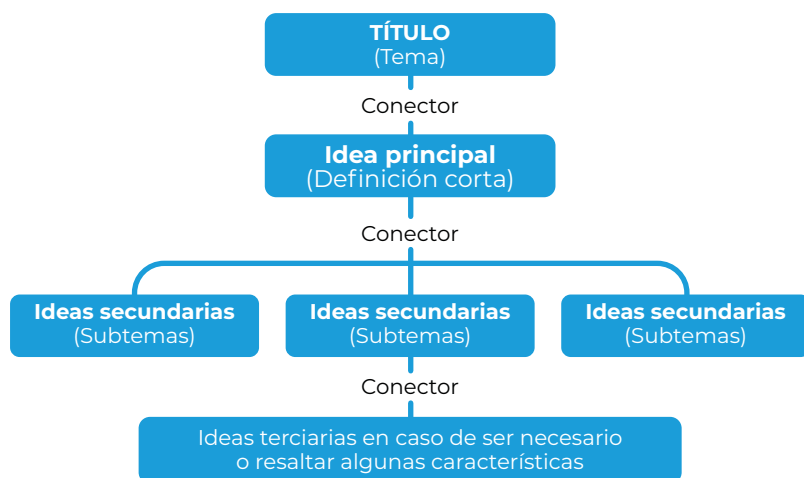 TÍTULO
(Tema)
Conector
Idea principal
(Definición corta)
Conector
Ideas secundarias
(Subtemas)
Ideas secundarias
(Subtemas)
Ideas secundarias
(Subtemas)
Conector
Ideas terciarias en caso de ser necesario
o resaltar algunas características